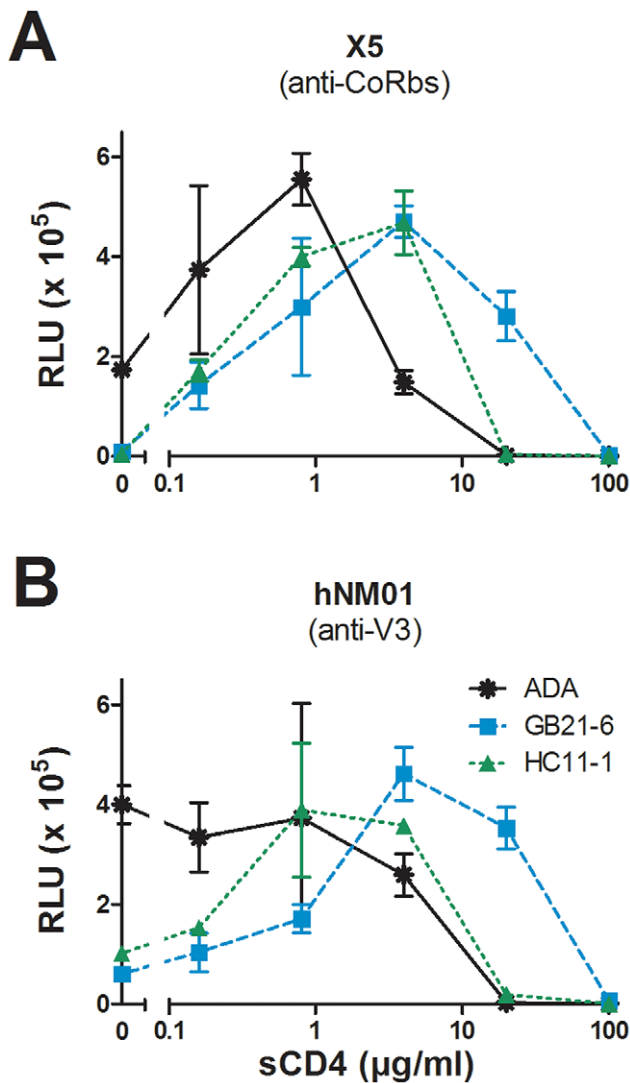 A
X5
(anti-CoRbs)
RLU (x 10⁵)
6
4
2
0
0
0.1
1
10
100
B
hNM01
(anti-V3)
ADA
GB21-6
HC11-1
RLU (x 10⁵)
6
4
2
0
0
0.1
1
10
100
sCD4 (µg/ml)